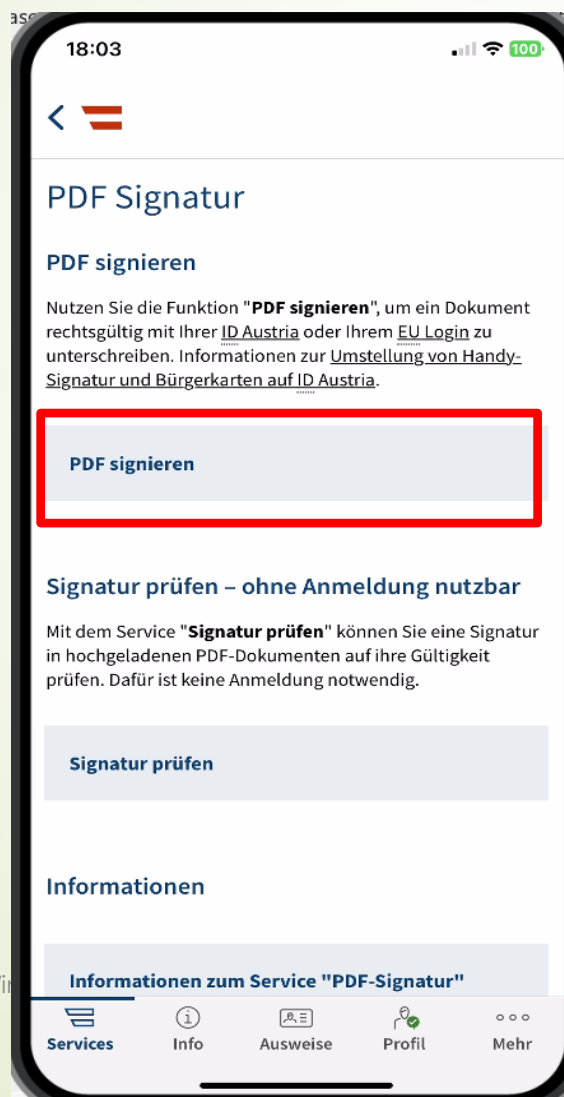 18:03
100
PDF Signatur
PDF signieren
Nutzen Sie die Funktion "PDF signieren", um ein Dokument
rechtsgültig mit Ihrer ID Austria oder Ihrem EU Login zu
unterschreiben. Informationen zur Umstellung von Handy-
Signatur und Bürgerkarten auf ID Austria.
PDF signieren
Signatur prüfen – ohne Anmeldung nutzbar
Mit dem Service "Signatur prüfen" können Sie eine Signatur
in hochgeladenen PDF-Dokumenten auf ihre Gültigkeit
prüfen. Dafür ist keine Anmeldung notwendig.
Signatur prüfen
Informationen
Informationen zum Service "PDF-Signatur"
Services Info Ausweise Profil Mehr